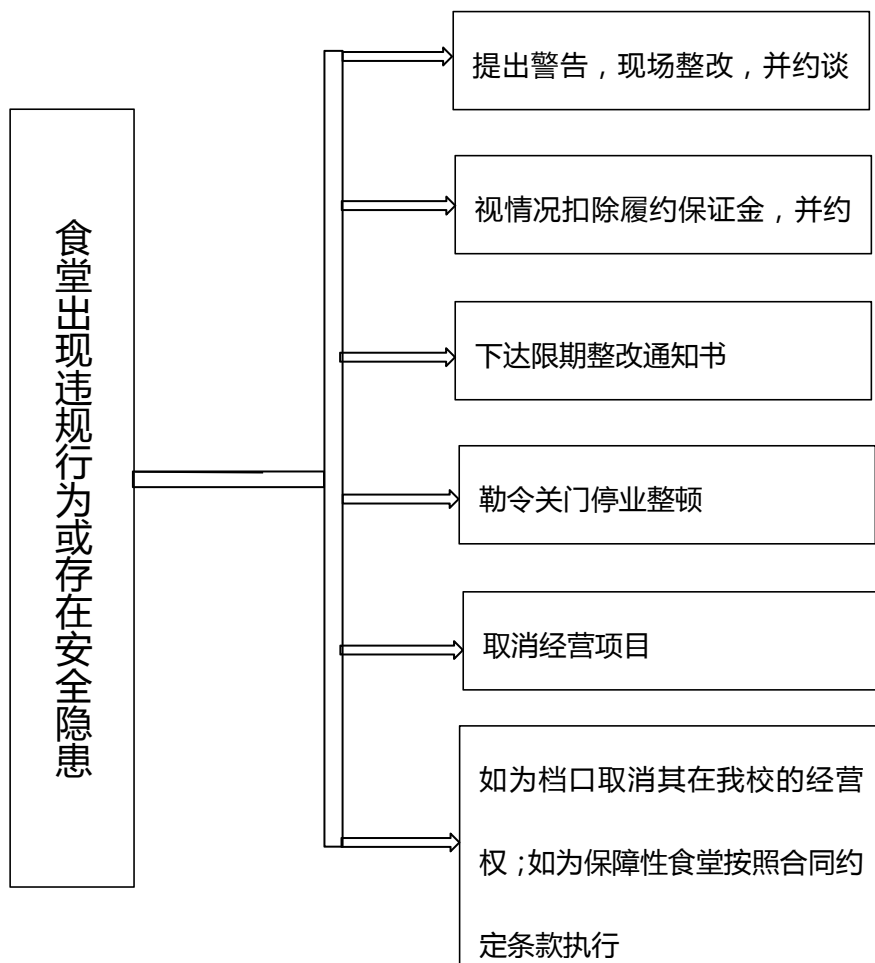 食堂出现违规行为或存在安全隐患
提出警告，现场整改，并约谈
视情况扣除履约保证金，并约
下达限期整改通知书
勒令关门停业整顿
取消经营项目
如为档口取消其在我校的经营
权；如为保障性食堂按照合同约
定条款执行